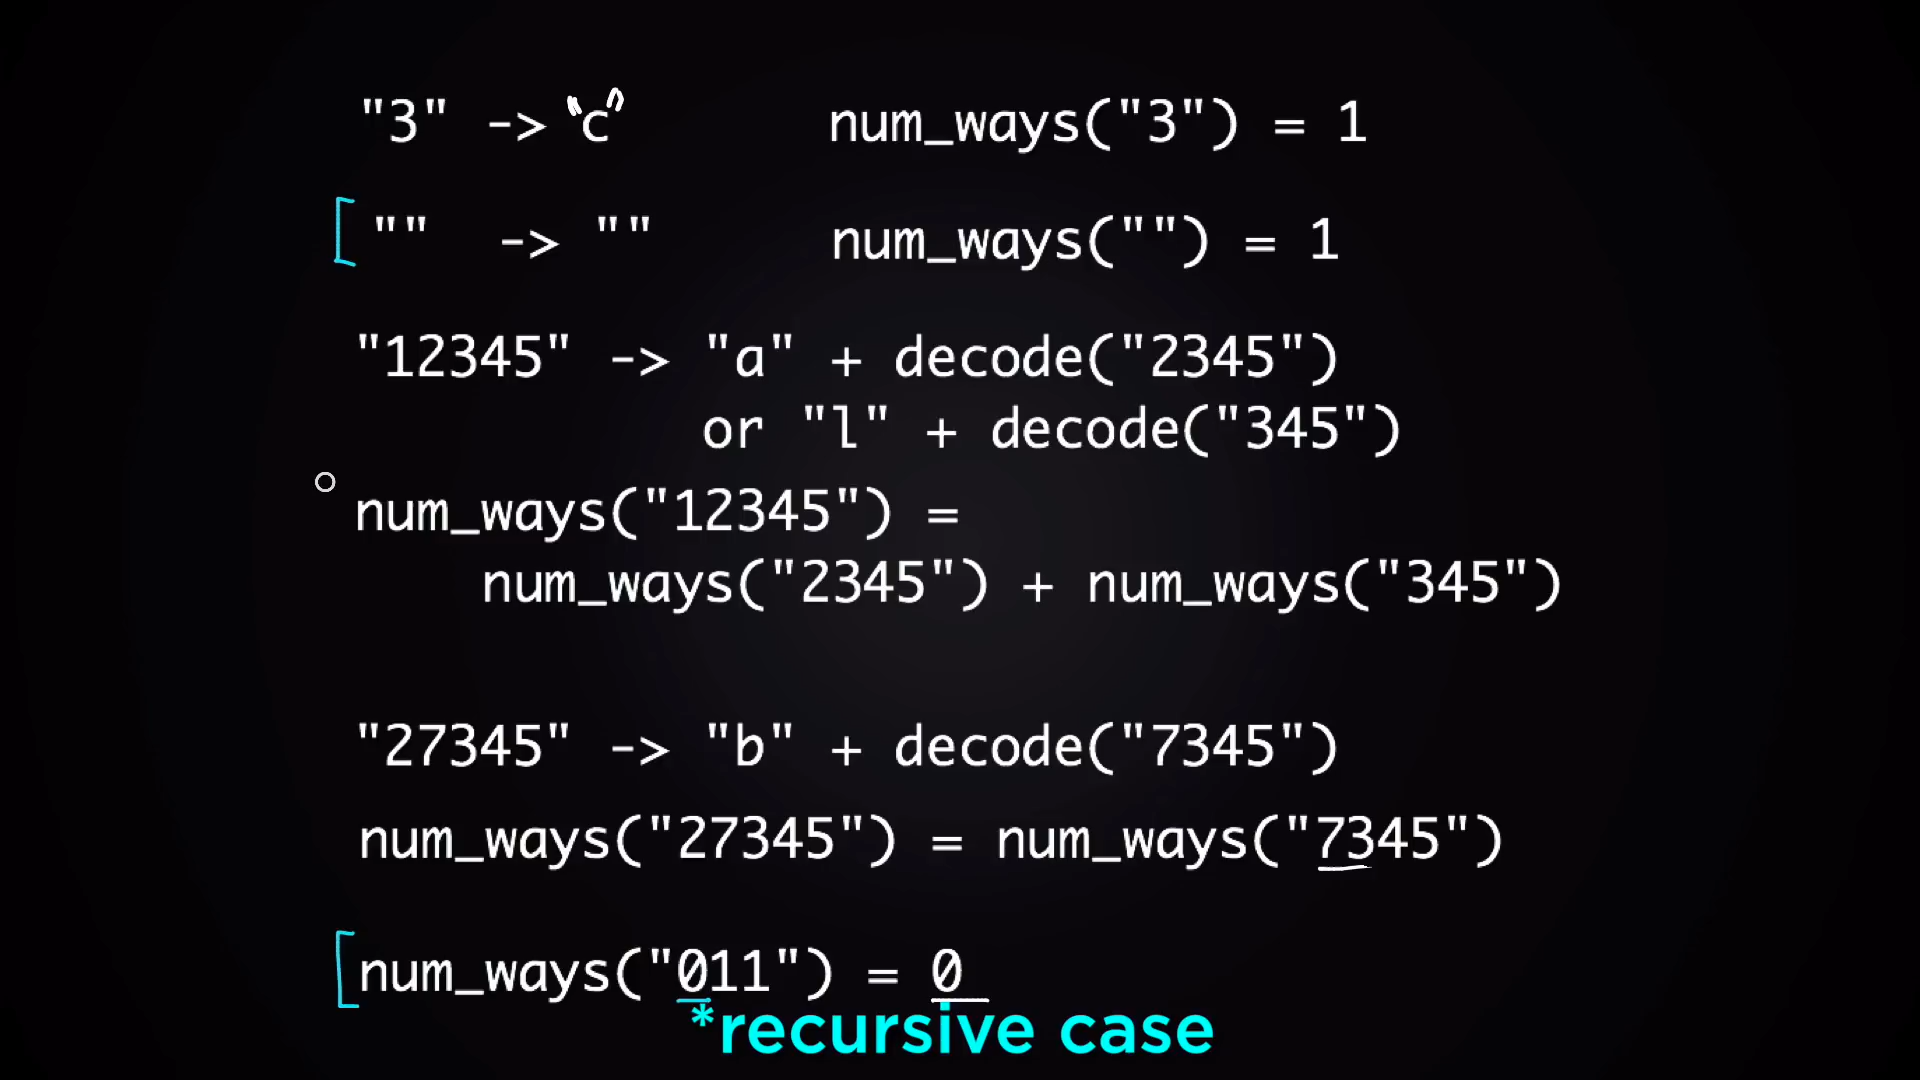 "3" -> "c" num_ways("3") = 1
"" -> "" num_ways("") = 1
"12345" -> "a" + decode("2345")
or "l" + decode("345")
num_ways("12345") =
num_ways("2345") + num_ways("345")
"27345" -> "b" + decode("7345")
num_ways("27345") = num_ways("7345")
num_ways("011") = 0
*recursive case